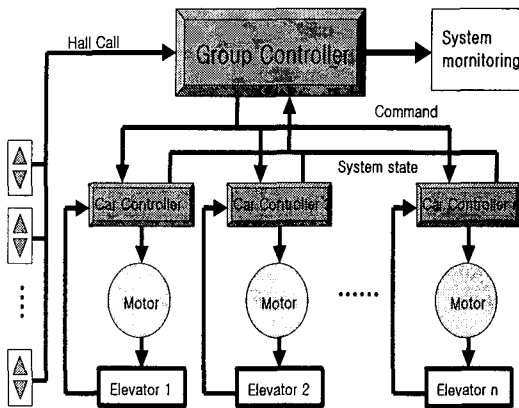 Hall Call
Group Controller
System
mornitoring
Command
System state
Car Controller
Car Controller
Car Controller
Motor
Motor
Motor
Elevator 1
Elevator 2
Elevator n